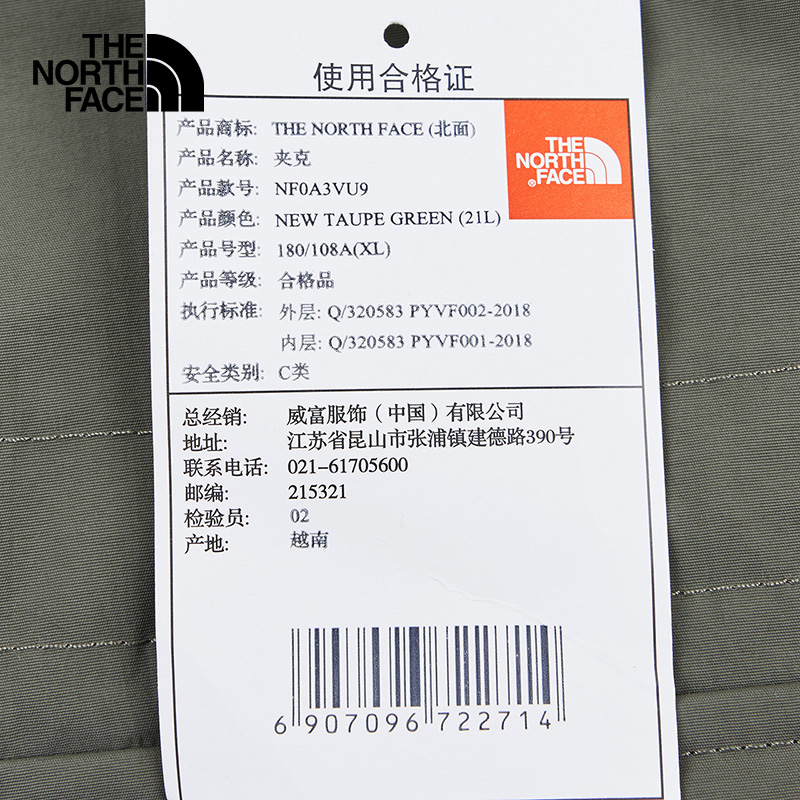 THE
NORTH
FACE
使用合格证
产品商标: THE NORTH FACE (北面)
产品名称: 夹克
产品款号: NF0A3VU9
产品颜色: NEW TAUPE GREEN (21L)
产品号型: 180/108A(XL)
产品等级: 合格品
执行标准: 外层: Q/320583 PYVF002-2018
内层: Q/320583 PYVF001-2018
安全类别: C类
THE
NORTH
FACE
®
总经销: 威富服饰（中国）有限公司
地址: 江苏省昆山市张浦镇建德路390号
联系电话: 021-61705600
邮编: 215321
检验员: 02
产地: 越南
6 907096 722714